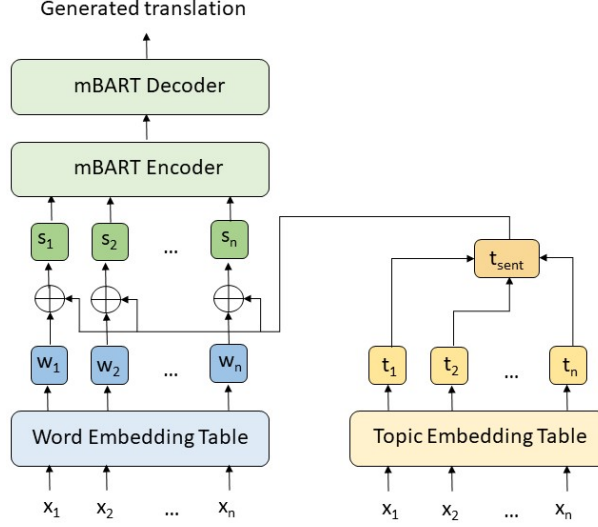 Generated translation
mBART Decoder
mBART Encoder
s1 s2 ... sn
tsent
w1 w2 ... wn
t1 t2 ... tn
Word Embedding Table
Topic Embedding Table
x1 x2 ... xn
x1 x2 ... xn